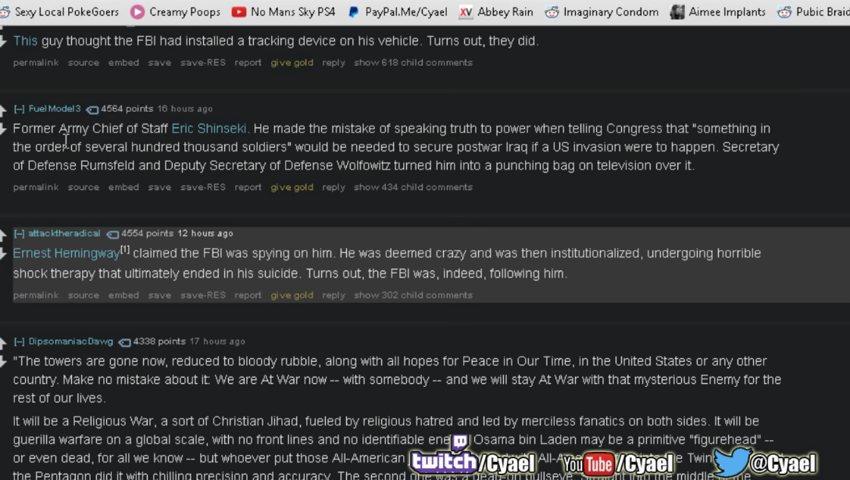 Sexy Local PokeGoers Creamy Poops No Mans Sky PS4 PayPal.Me/Cyael Abbey Rain Imaginary Condom Aimee Implants Pubic Braid
This guy thought the FBI had installed a tracking device on his vehicle. Turns out, they did.
permalink source embed save save-RES report give gold reply show 618 child comments
[–] FuelModel3 4564 points 16 hours ago
Former Army Chief of Staff Eric Shinseki. He made the mistake of speaking truth to power when telling Congress that "something in
the order of several hundred thousand soldiers" would be needed to secure postwar Iraq if a US invasion were to happen. Secretary
of Defense Rumsfeld and Deputy Secretary of Defense Wolfowitz turned him into a punching bag on television over it.
permalink source embed save save-RES report give gold reply show 434 child comments
[–] attacktheradical 4554 points 12 hours ago
Ernest Hemingway[1] claimed the FBI was spying on him. He was deemed crazy and was then institutionalized, undergoing horrible
shock therapy that ultimately ended in his suicide. Turns out, the FBI was, indeed, following him.
permalink source embed save save-RES report give gold reply show 302 child comments
[–] DipsomaniacDawg 4338 points 17 hours ago
"The towers are gone now, reduced to bloody rubble, along with all hopes for Peace in Our Time, in the United States or any other
country. Make no mistake about it: We are At War now -- with somebody -- and we will stay At War with that mysterious Enemy for the
rest of our lives.
It will be a Religious War, a sort of Christian Jihad, fueled by religious hatred and led by merciless fanatics on both sides. It will be
guerilla warfare on a global scale, with no front lines and no identifiable Osama bin Laden may be a primitive "figurehead" --
or even dead, for all we know -- but whoever put those All-American
twitch/Cyael YouTube/Cyael @Cyael
the Pentagon did it with chilling precision and accuracy. The second one was a